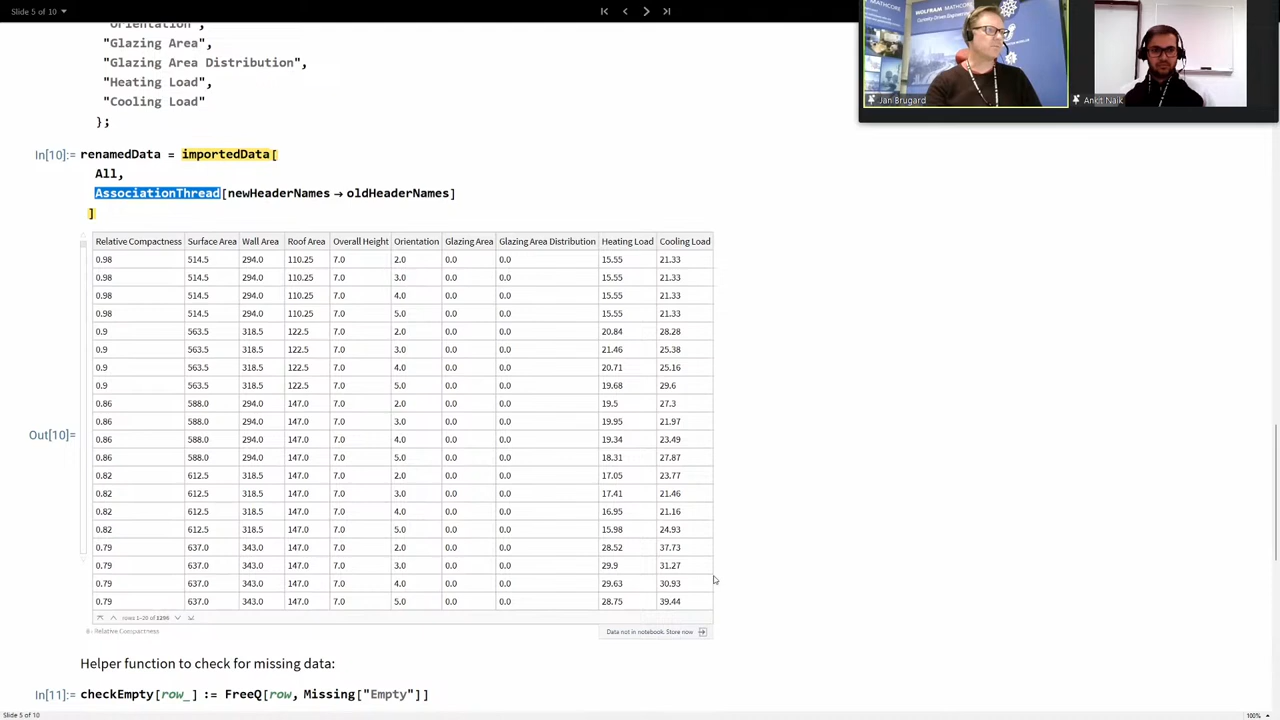 Slide 5 of 10
WOLFRAM MATHCORE
Jan Brugard
Ankit Naik
"Orientation",
"Glazing Area",
"Glazing Area Distribution",
"Heating Load",
"Cooling Load"
};
In[10]:= renamedData = importedData[
All,
AssociationThread[newHeaderNames → oldHeaderNames]
]
Relative Compactness Surface Area Wall Area Roof Area Overall Height Orientation Glazing Area Glazing Area Distribution Heating Load Cooling Load
0.98 514.5 294.0 110.25 7.0 2.0 0.0 0.0 15.55 21.33
0.98 514.5 294.0 110.25 7.0 3.0 0.0 0.0 15.55 21.33
0.98 514.5 294.0 110.25 7.0 4.0 0.0 0.0 15.55 21.33
0.98 514.5 294.0 110.25 7.0 5.0 0.0 0.0 15.55 21.33
0.9 563.5 318.5 122.5 7.0 2.0 0.0 0.0 20.84 28.28
0.9 563.5 318.5 122.5 7.0 3.0 0.0 0.0 21.46 25.38
0.9 563.5 318.5 122.5 7.0 4.0 0.0 0.0 20.71 25.16
0.9 563.5 318.5 122.5 7.0 5.0 0.0 0.0 19.68 29.6
0.86 588.0 294.0 147.0 7.0 2.0 0.0 0.0 19.5 27.3
0.86 588.0 294.0 147.0 7.0 3.0 0.0 0.0 19.95 21.97
0.86 588.0 294.0 147.0 7.0 4.0 0.0 0.0 19.34 23.49
0.86 588.0 294.0 147.0 7.0 5.0 0.0 0.0 18.31 27.87
0.82 612.5 318.5 147.0 7.0 2.0 0.0 0.0 17.05 23.77
0.82 612.5 318.5 147.0 7.0 3.0 0.0 0.0 17.41 21.46
0.82 612.5 318.5 147.0 7.0 4.0 0.0 0.0 16.95 21.16
0.82 612.5 318.5 147.0 7.0 5.0 0.0 0.0 15.98 24.93
0.79 637.0 343.0 147.0 7.0 2.0 0.0 0.0 28.52 37.73
0.79 637.0 343.0 147.0 7.0 3.0 0.0 0.0 29.9 31.27
0.79 637.0 343.0 147.0 7.0 4.0 0.0 0.0 29.63 30.93
0.79 637.0 343.0 147.0 7.0 5.0 0.0 0.0 28.75 39.44
Out[10]=
rows 1–20 of 1296
Relative Compactness
Data not in notebook. Store now
Helper function to check for missing data:
In[11]:= checkEmpty[row_] := FreeQ[row, Missing["Empty"]]
Slide 5 of 10
100%